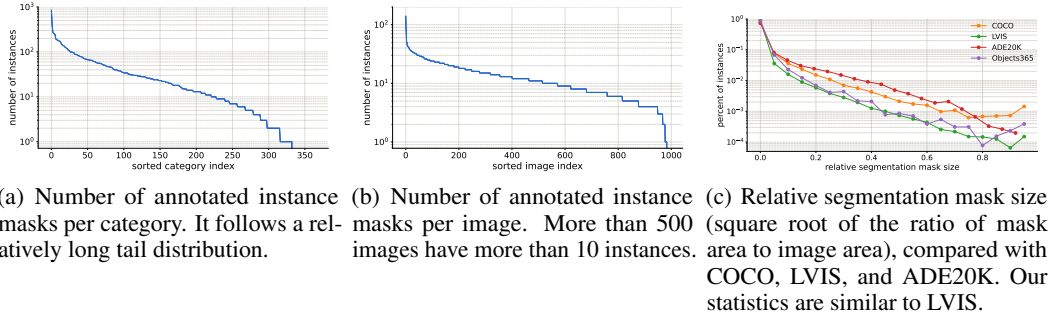 10³
10²
10¹
10⁰
number of instances
0 50 100 150 200 250 300 350
sorted category index
10²
10¹
10⁰
number of instances
0 200 400 600 800 1000
sorted image index
10⁰
10⁻¹
10⁻²
10⁻³
10⁻⁴
percent of instances
COCO
LVIS
ADE20K
Objects365
0.0 0.2 0.4 0.6 0.8
relative segmentation mask size
(a) Number of annotated instance
masks per category. It follows a rel-
atively long tail distribution.
(b) Number of annotated instance
masks per image. More than 500
images have more than 10 instances.
(c) Relative segmentation mask size
(square root of the ratio of mask
area to image area), compared with
COCO, LVIS, and ADE20K. Our
statistics are similar to LVIS.